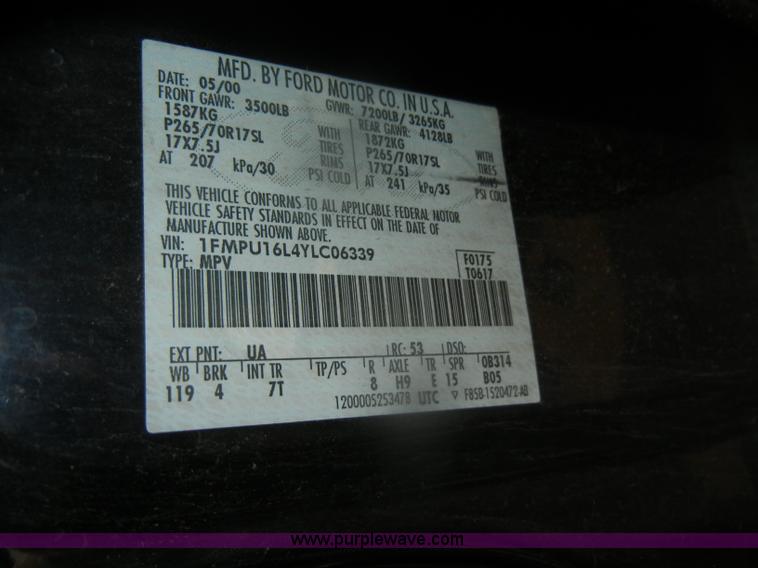 MFD. BY FORD MOTOR CO. IN U.S.A.
DATE: 05/00 GVWR: 7200LB/ 3265KG
FRONT GAWR: 3500LB REAR GAWR: 4128LB
1587KG WITH 1872KG WITH
P265/70R17SL TIRES P265/70R17SL TIRES
17X7.5J RIMS 17X7.5J RIMS
AT 207 kPa/30 PSI COLD AT 241 kPa/35 PSI COLD
THIS VEHICLE CONFORMS TO ALL APPLICABLE FEDERAL MOTOR
VEHICLE SAFETY STANDARDS IN EFFECT ON THE DATE OF
MANUFACTURE SHOWN ABOVE.
VIN: 1FMPU16L4YLC06339 F0175
TYPE: MPV T0617
EXT PNT: UA RC: 53 DSO:
WB BRK INT TR TP/PS R AXLE TR SPR 0B314
119 4 7T 8 H9 E 15 B05
1200005253478 UTC ▽ F85B-1520472-AB
www.purplewave.com